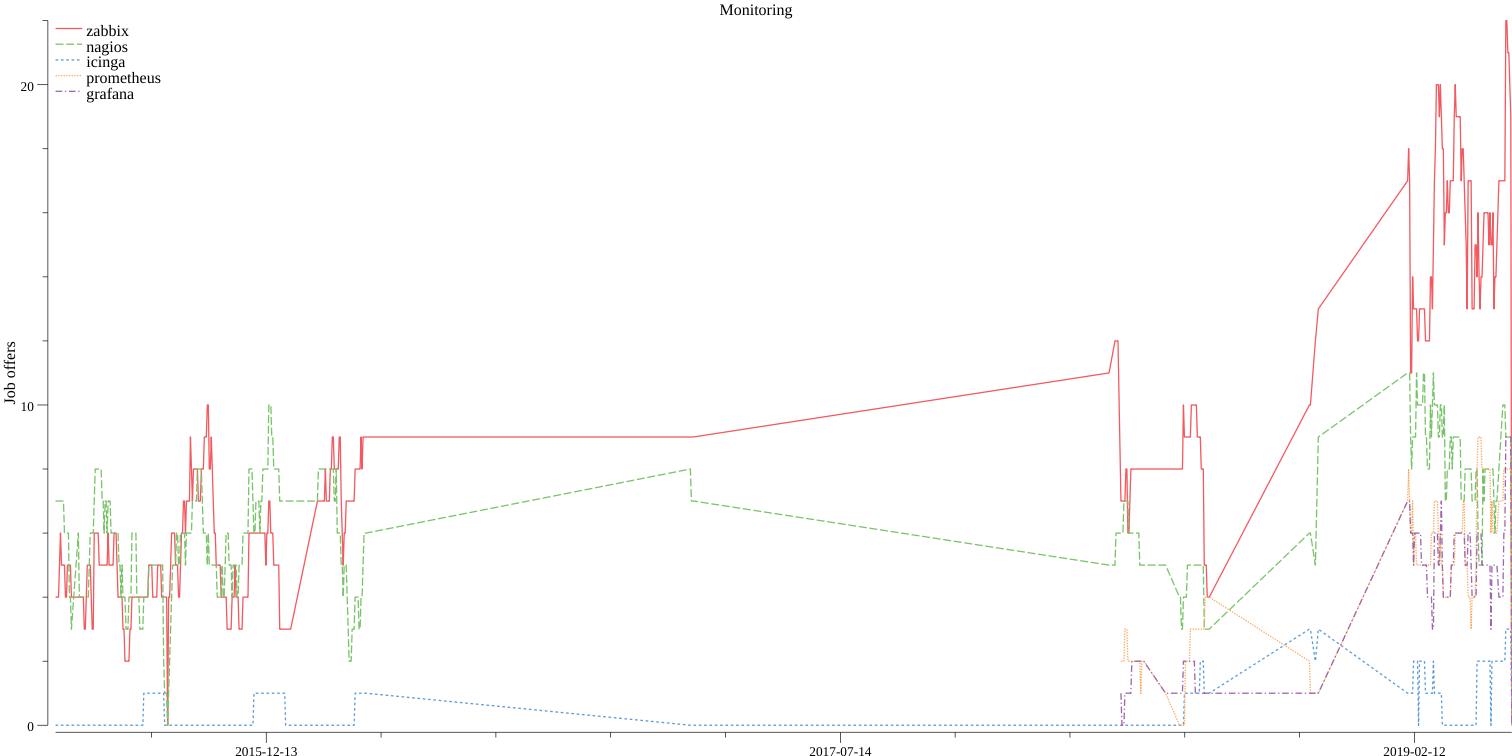 Monitoring
zabbix
nagios
icinga
prometheus
grafana
20
10
0
Job offers
2015-12-13
2017-07-14
2019-02-12